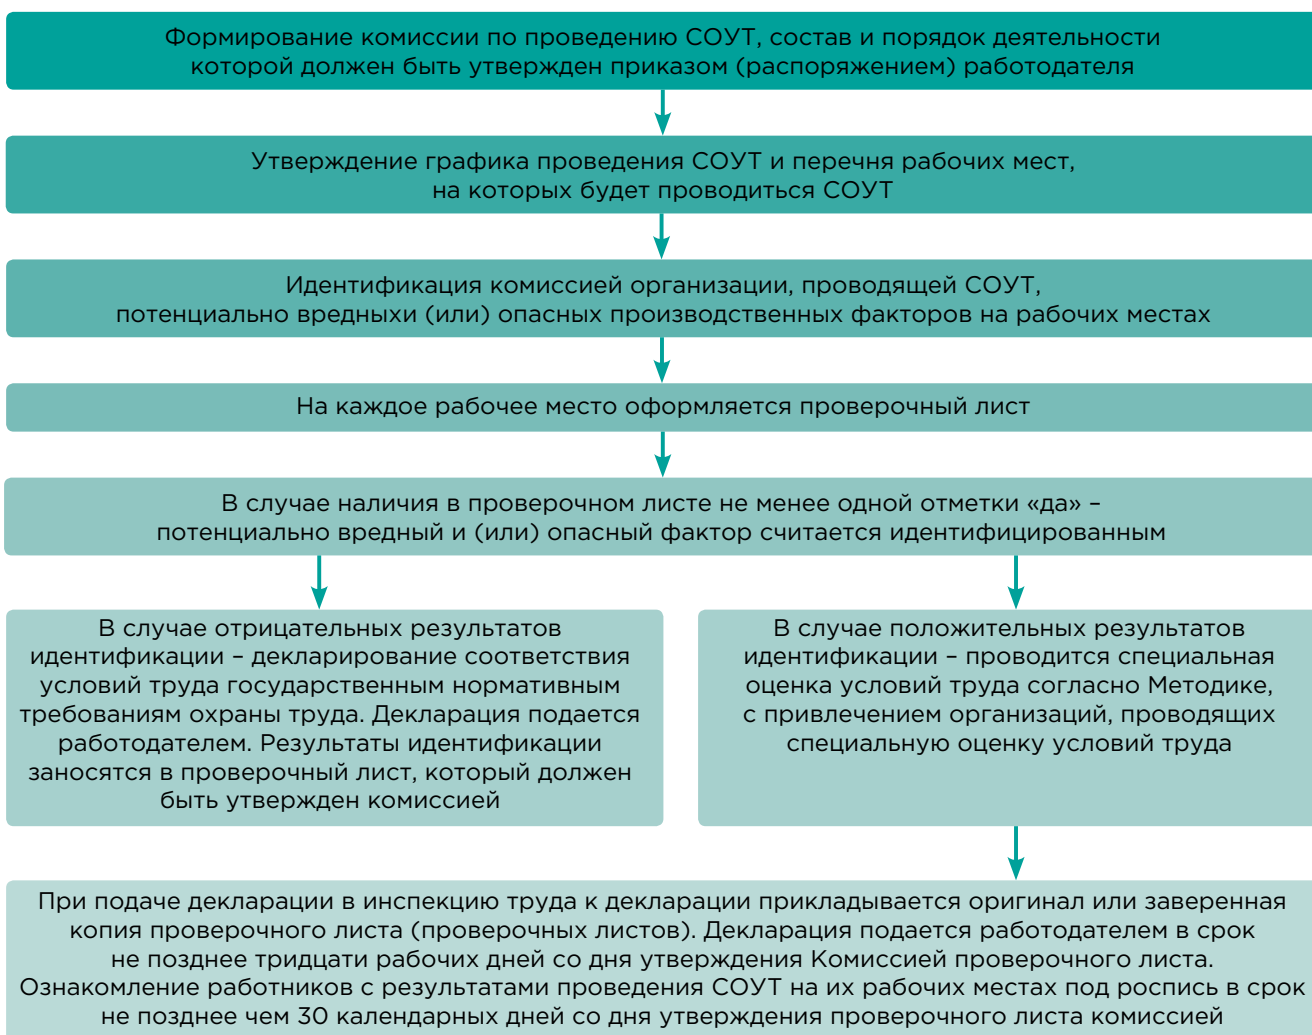 Формирование комиссии по проведению СОУТ, состав и порядок деятельности
которой должен быть утвержден приказом (распоряжением) работодателя
Утверждение графика проведения СОУТ и перечня рабочих мест,
на которых будет проводиться СОУТ
Идентификация комиссией организации, проводящей СОУТ,
потенциально вредныхи (или) опасных производственных факторов на рабочих местах
На каждое рабочее место оформляется проверочный лист
В случае наличия в проверочном листе не менее одной отметки «да» –
потенциально вредный и (или) опасный фактор считается идентифицированным
В случае отрицательных результатов
идентификации – декларирование соответствия
условий труда государственным нормативным
требованиям охраны труда. Декларация подается
работодателем. Результаты идентификации
заносятся в проверочный лист, который должен
быть утвержден комиссией
В случае положительных результатов
идентификации – проводится специальная
оценка условий труда согласно Методике,
с привлечением организаций, проводящих
специальную оценку условий труда
При подаче декларации в инспекцию труда к декларации прикладывается оригинал или заверенная
копия проверочного листа (проверочных листов). Декларация подается работодателем в срок
не позднее тридцати рабочих дней со дня утверждения Комиссией проверочного листа.
Ознакомление работников с результатами проведения СОУТ на их рабочих местах под роспись в срок
не позднее чем 30 календарных дней со дня утверждения проверочного листа комиссией